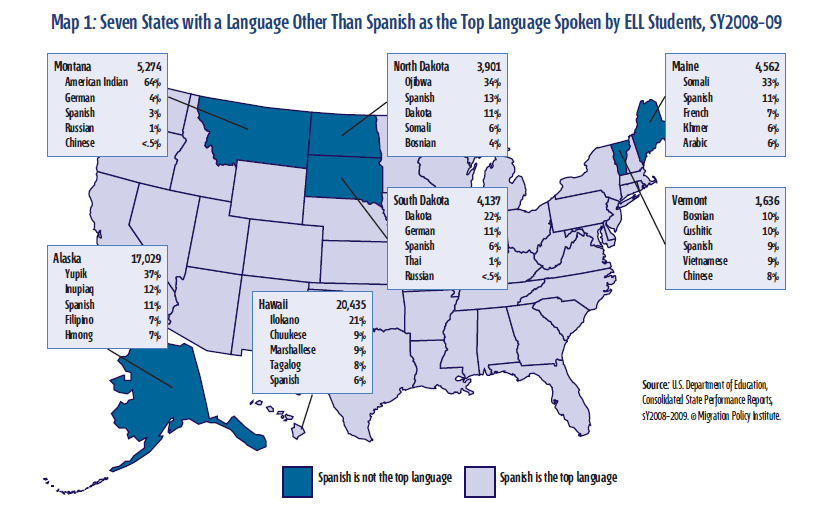 Map 1: Seven States with a Language Other Than Spanish as the Top Language Spoken by ELL Students, SY2008-09
Montana 5,274
American Indian 64%
German 4%
Spanish 3%
Russian 1%
Chinese <.5%
North Dakota 3,901
Ojibwa 34%
Spanish 13%
Dakota 11%
Somali 6%
Bosnian 4%
Maine 4,562
Somali 33%
Spanish 11%
French 7%
Khmer 6%
Arabic 6%
South Dakota 4,137
Dakota 22%
German 11%
Spanish 6%
Thai 1%
Russian <.5%
Vermont 1,636
Bosnian 10%
Cushitic 10%
Spanish 9%
Vietnamese 9%
Chinese 8%
Alaska 17,029
Yupik 37%
Inupiaq 12%
Spanish 11%
Filipino 7%
Hmong 7%
Hawaii 20,435
Ilokano 21%
Chuukese 9%
Marshallese 9%
Tagalog 8%
Spanish 6%
Source: U.S. Department of Education,
Consolidated State Performance Reports,
sY2008-2009. © Migration Policy Institute.
Spanish is not the top language
Spanish is the top language